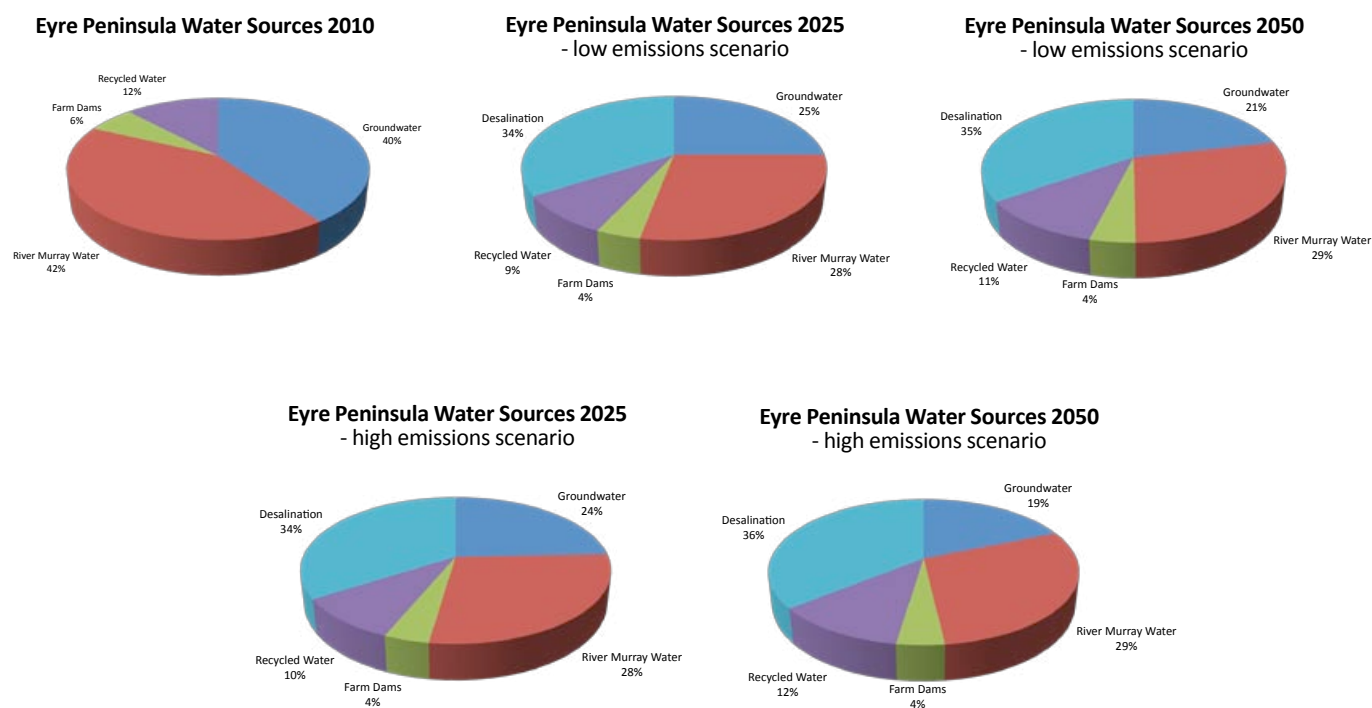 Eyre Peninsula Water Sources 2010
Recycled Water
12%
Farm Dams
6%
Groundwater
40%
River Murray Water
42%
Eyre Peninsula Water Sources 2025
- low emissions scenario
Groundwater
25%
Desalination
34%
Recycled Water
9%
Farm Dams
4%
River Murray Water
28%
Eyre Peninsula Water Sources 2050
- low emissions scenario
Groundwater
21%
Desalination
35%
River Murray Water
29%
Recycled Water
11%
Farm Dams
4%
Eyre Peninsula Water Sources 2025
- high emissions scenario
Groundwater
24%
Desalination
34%
Recycled Water
10%
River Murray Water
28%
Farm Dams
4%
Eyre Peninsula Water Sources 2050
- high emissions scenario
Groundwater
19%
Desalination
36%
River Murray Water
29%
Recycled Water
12%
Farm Dams
4%